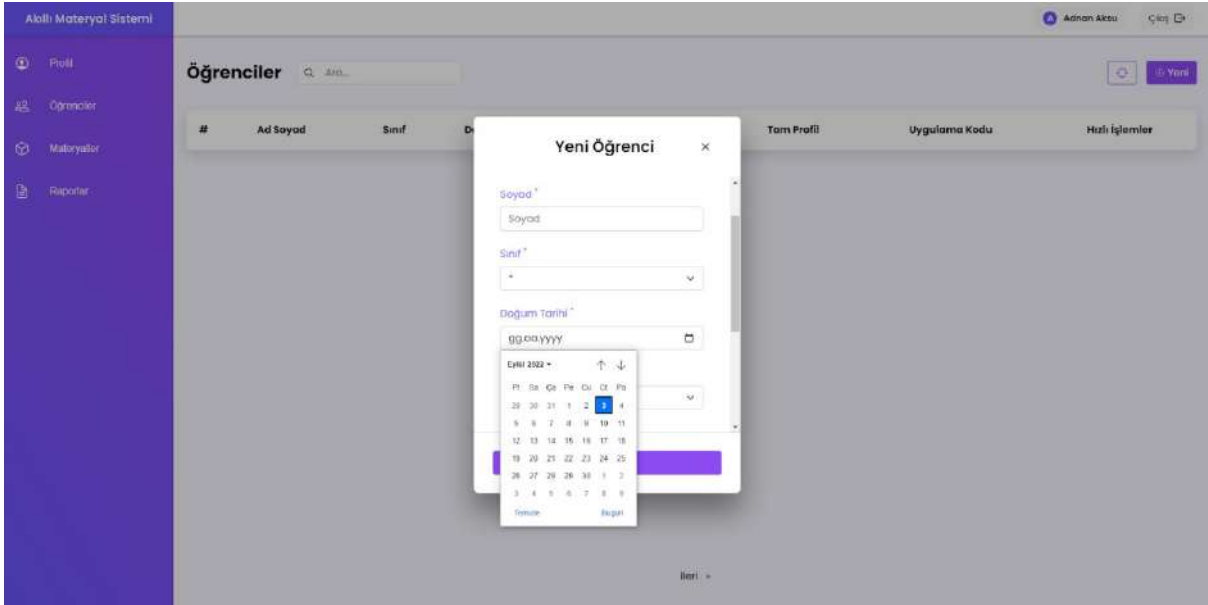 Akıllı Materyal Sistemi
A Adnan Aksu Çıkış
Profil
Öğrenciler
Materyaller
Raporlar
Öğrenciler Ara... Yeni
# Ad Soyad Sınıf Tam Profil Uygulama Kodu Hızlı İşlemler
Yeni Öğrenci ×
Soyad *
Soyad
Sınıf *
Doğum Tarihi *
gg.aa.yyyy
Eylül 2022
Pt Sa Ça Pe Cu Ct Pa
29 30 31 1 2 3 4
5 6 7 8 9 10 11
12 13 14 15 16 17 18
19 20 21 22 23 24 25
26 27 28 29 30 1 2
3 4 5 6 7 8 9
Temizle Bugün
İleri »